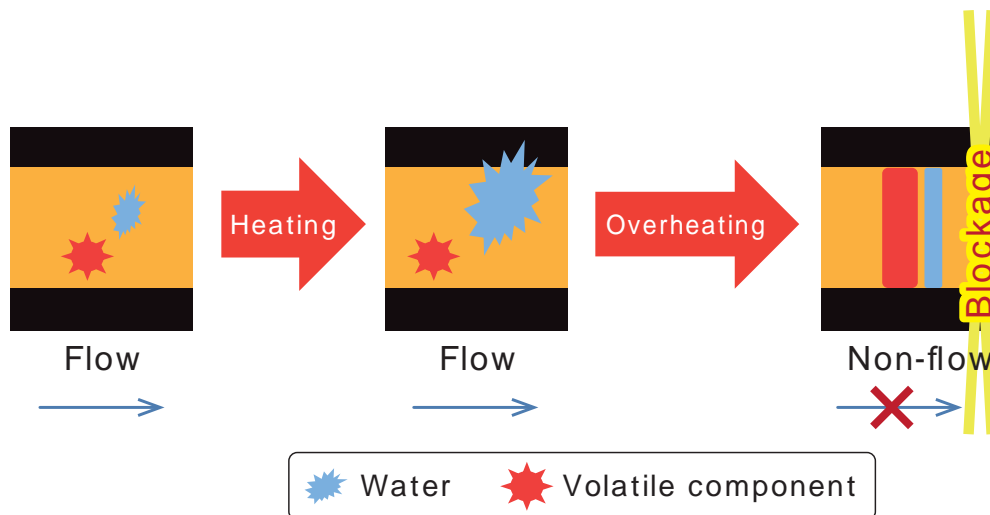 Heating
Overheating
Blockage
Flow
Flow
Non-flow
Water
Volatile component